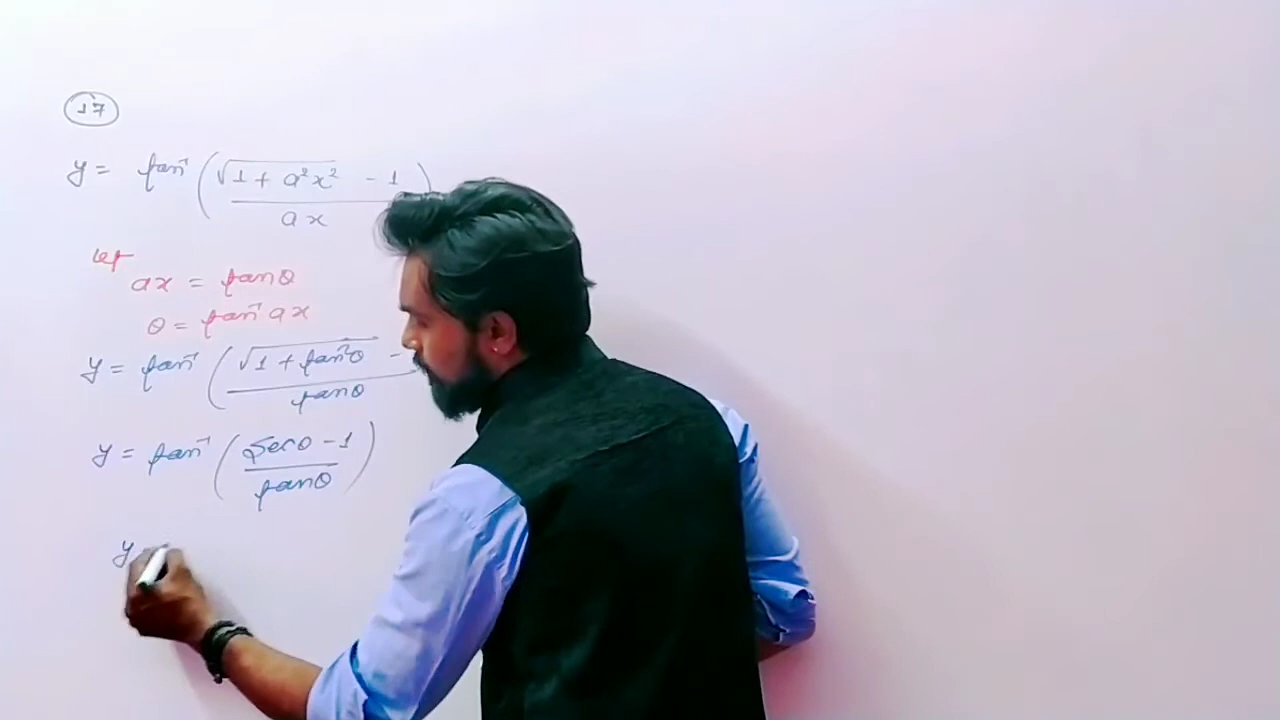 17
y = tan⁻¹ (√1 + a²x² - 1 / ax)
let
ax = tanθ
θ = tan⁻¹ ax
y = tan⁻¹ (√1 + tan²θ - / tanθ
y = tan⁻¹ (secθ - 1 / tanθ)
y